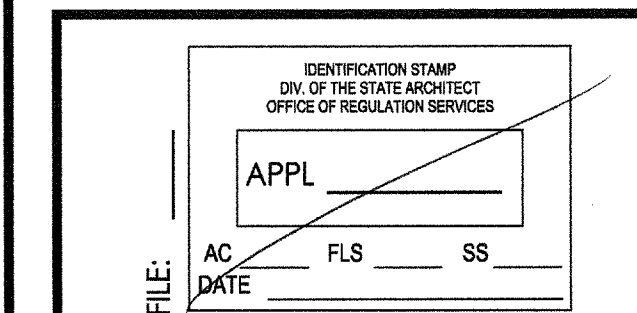 IDENTIFICATION STAMP
DIV. OF THE STATE ARCHITECT
OFFICE OF REGULATION SERVICES
APPL
AC FLS SS
DATE
FILE: